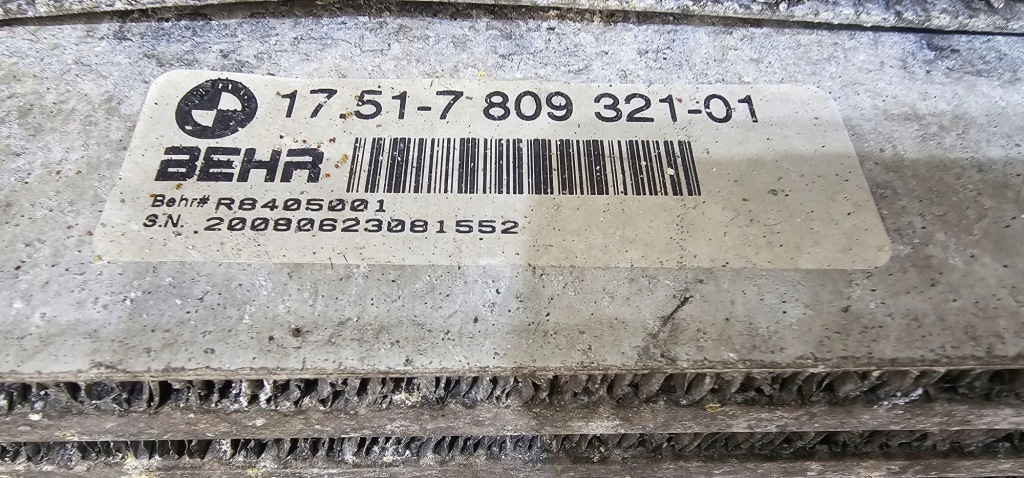 17.51-7 809 321-01
BEHR
Behr# R8405001
S.N. 20080623081552